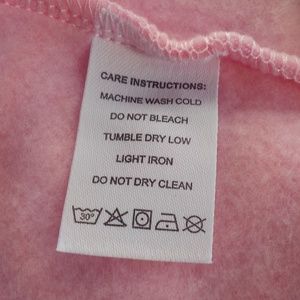 CARE INSTRUCTIONS:
MACHINE WASH COLD
DO NOT BLEACH
TUMBLE DRY LOW
LIGHT IRON
DO NOT DRY CLEAN
30°